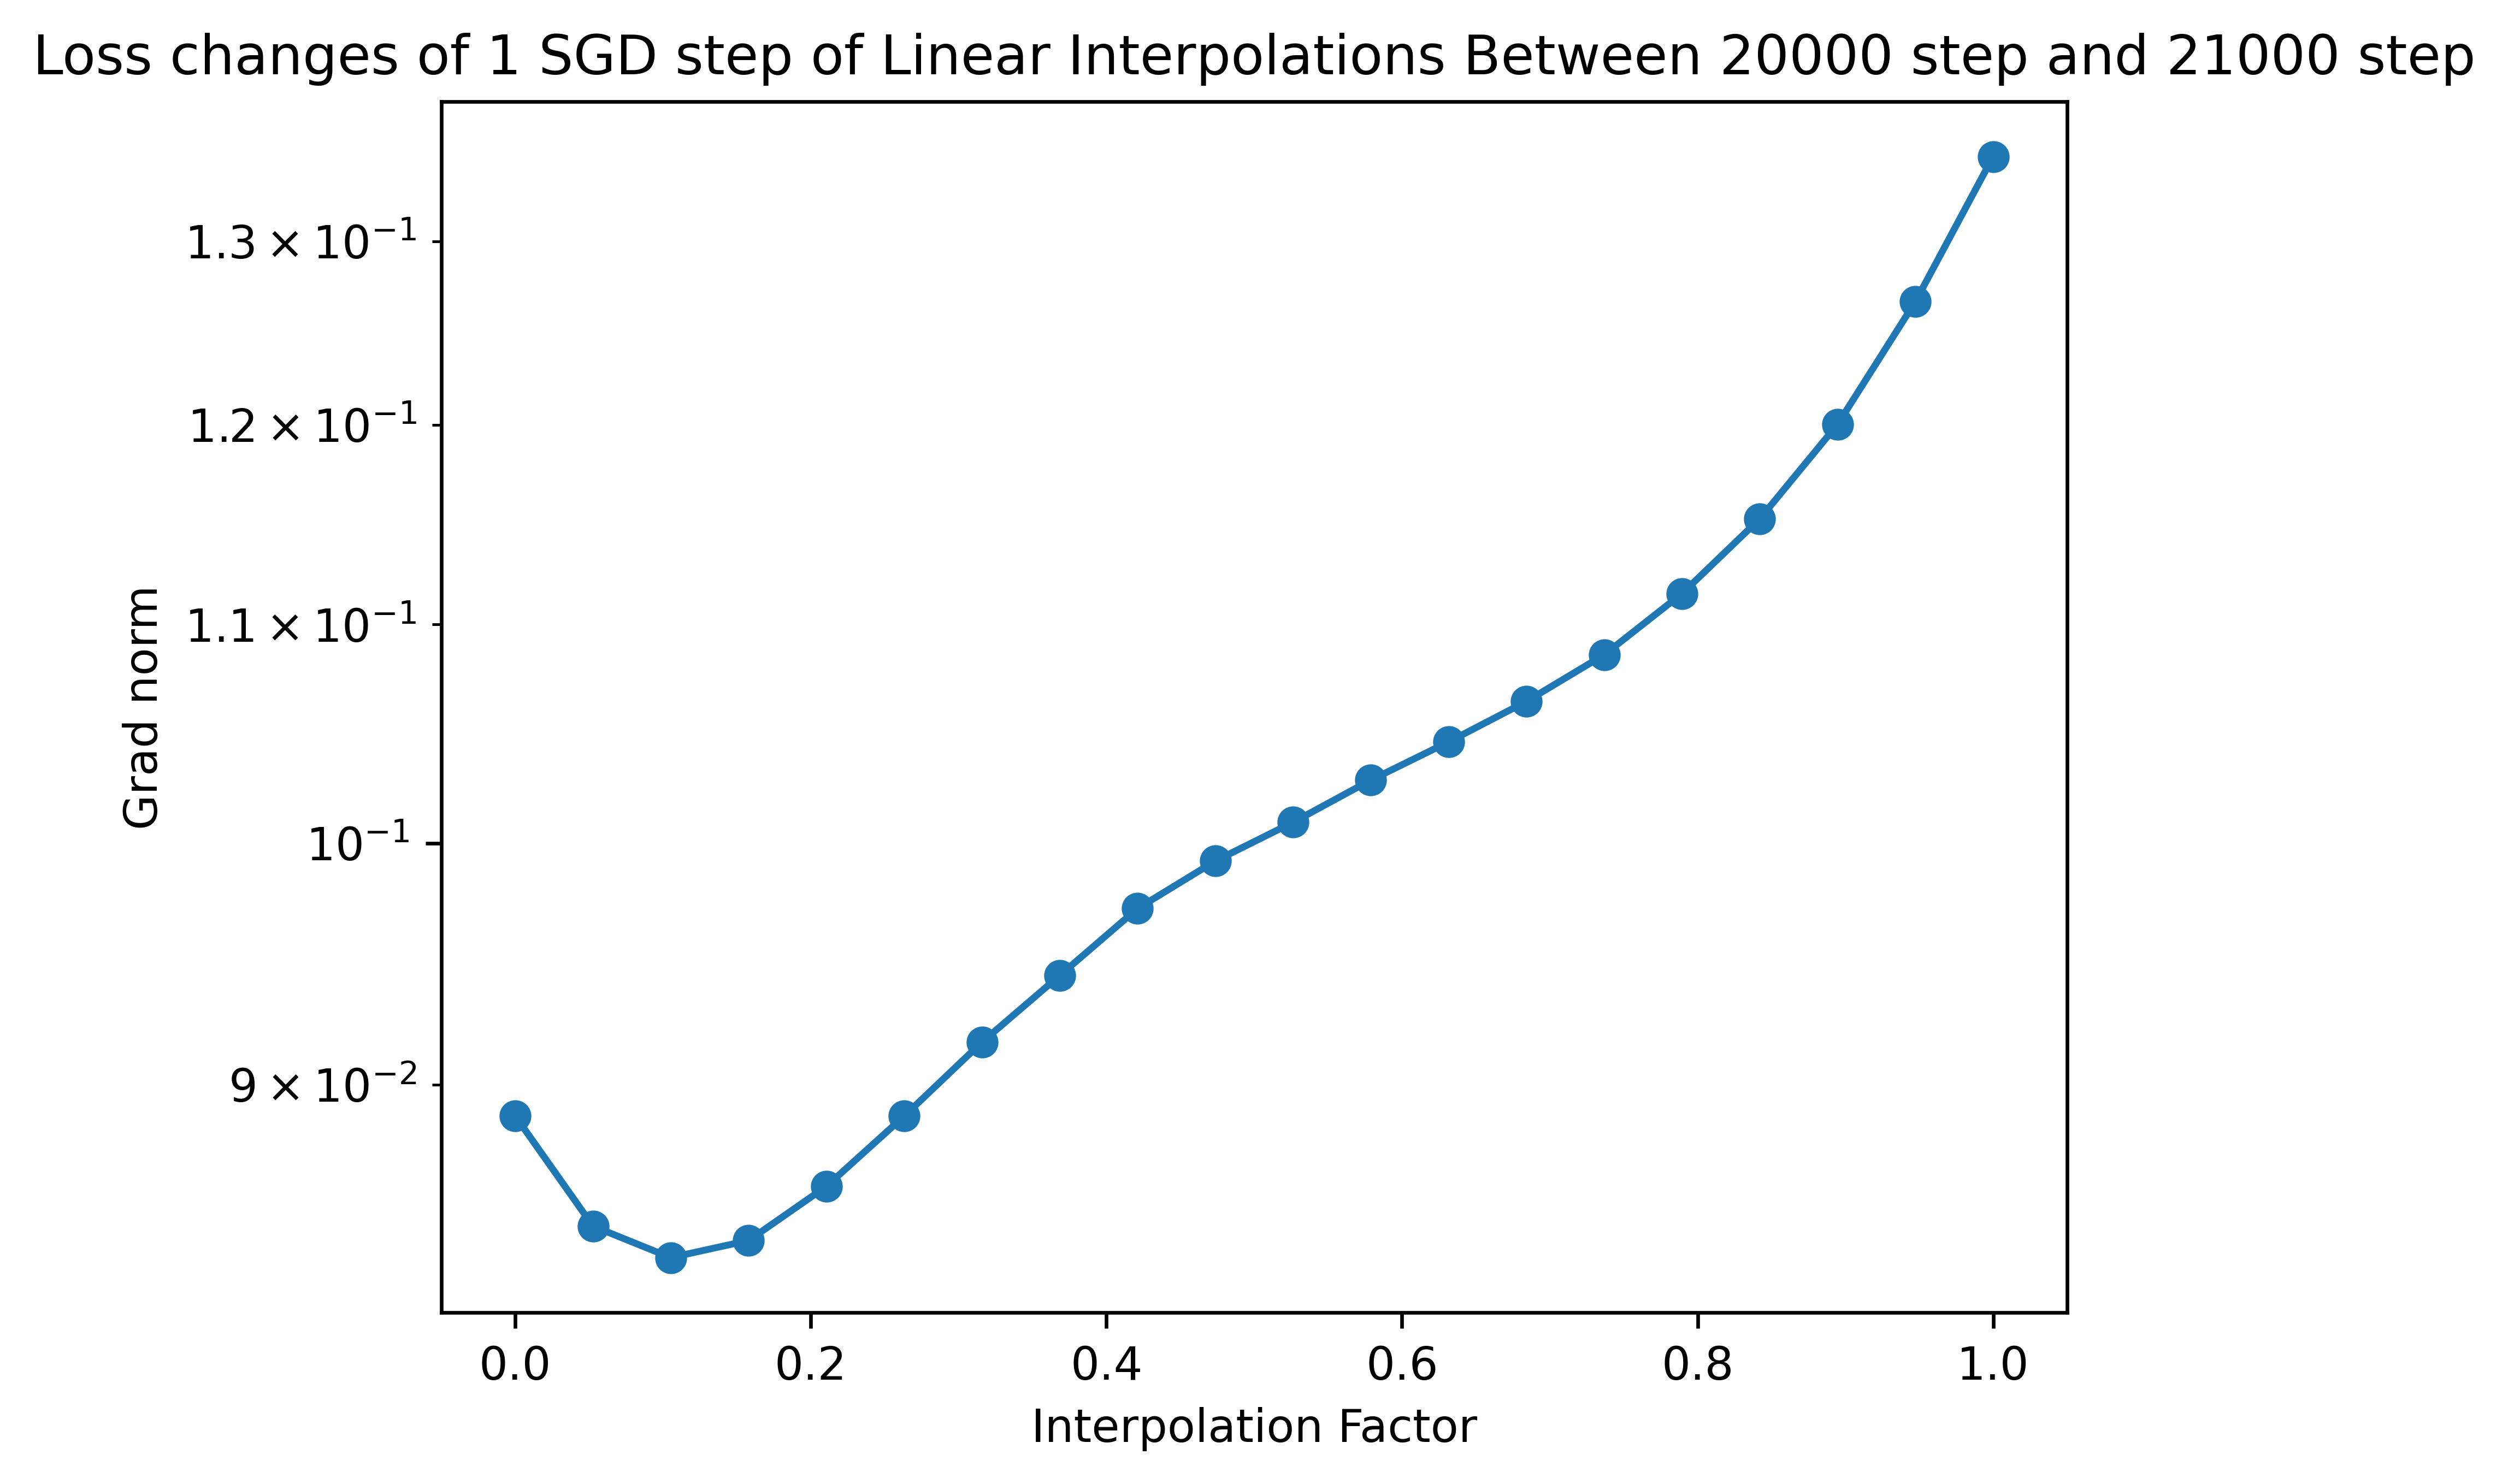 Loss changes of 1 SGD step of Linear Interpolations Between 20000 step and 21000 step
Grad norm
1.3 × 10⁻¹
1.2 × 10⁻¹
1.1 × 10⁻¹
10⁻¹
9 × 10⁻²
0.0 0.2 0.4 0.6 0.8 1.0
Interpolation Factor